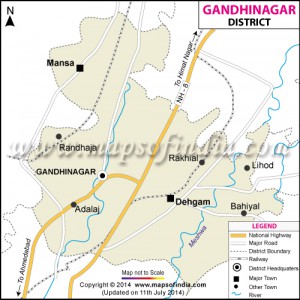 GANDHINAGAR
DISTRICT
N
To Himat Nagar
Mansa
NH - 8
www.mapsofindia.com
Randhaja
Rakhial
Lihod
GANDHINAGAR
Adalaj
Dehgam
Bahiyal
Meshwa
To Ahmedabad
LEGEND
National Highway
Major Road
District Boundary
Railway
District Headquaters
Major Town
Other Town
River
Map not to Scale
Copyright © 2014 mapsofindia.com
(Updated on 11th July 2014)